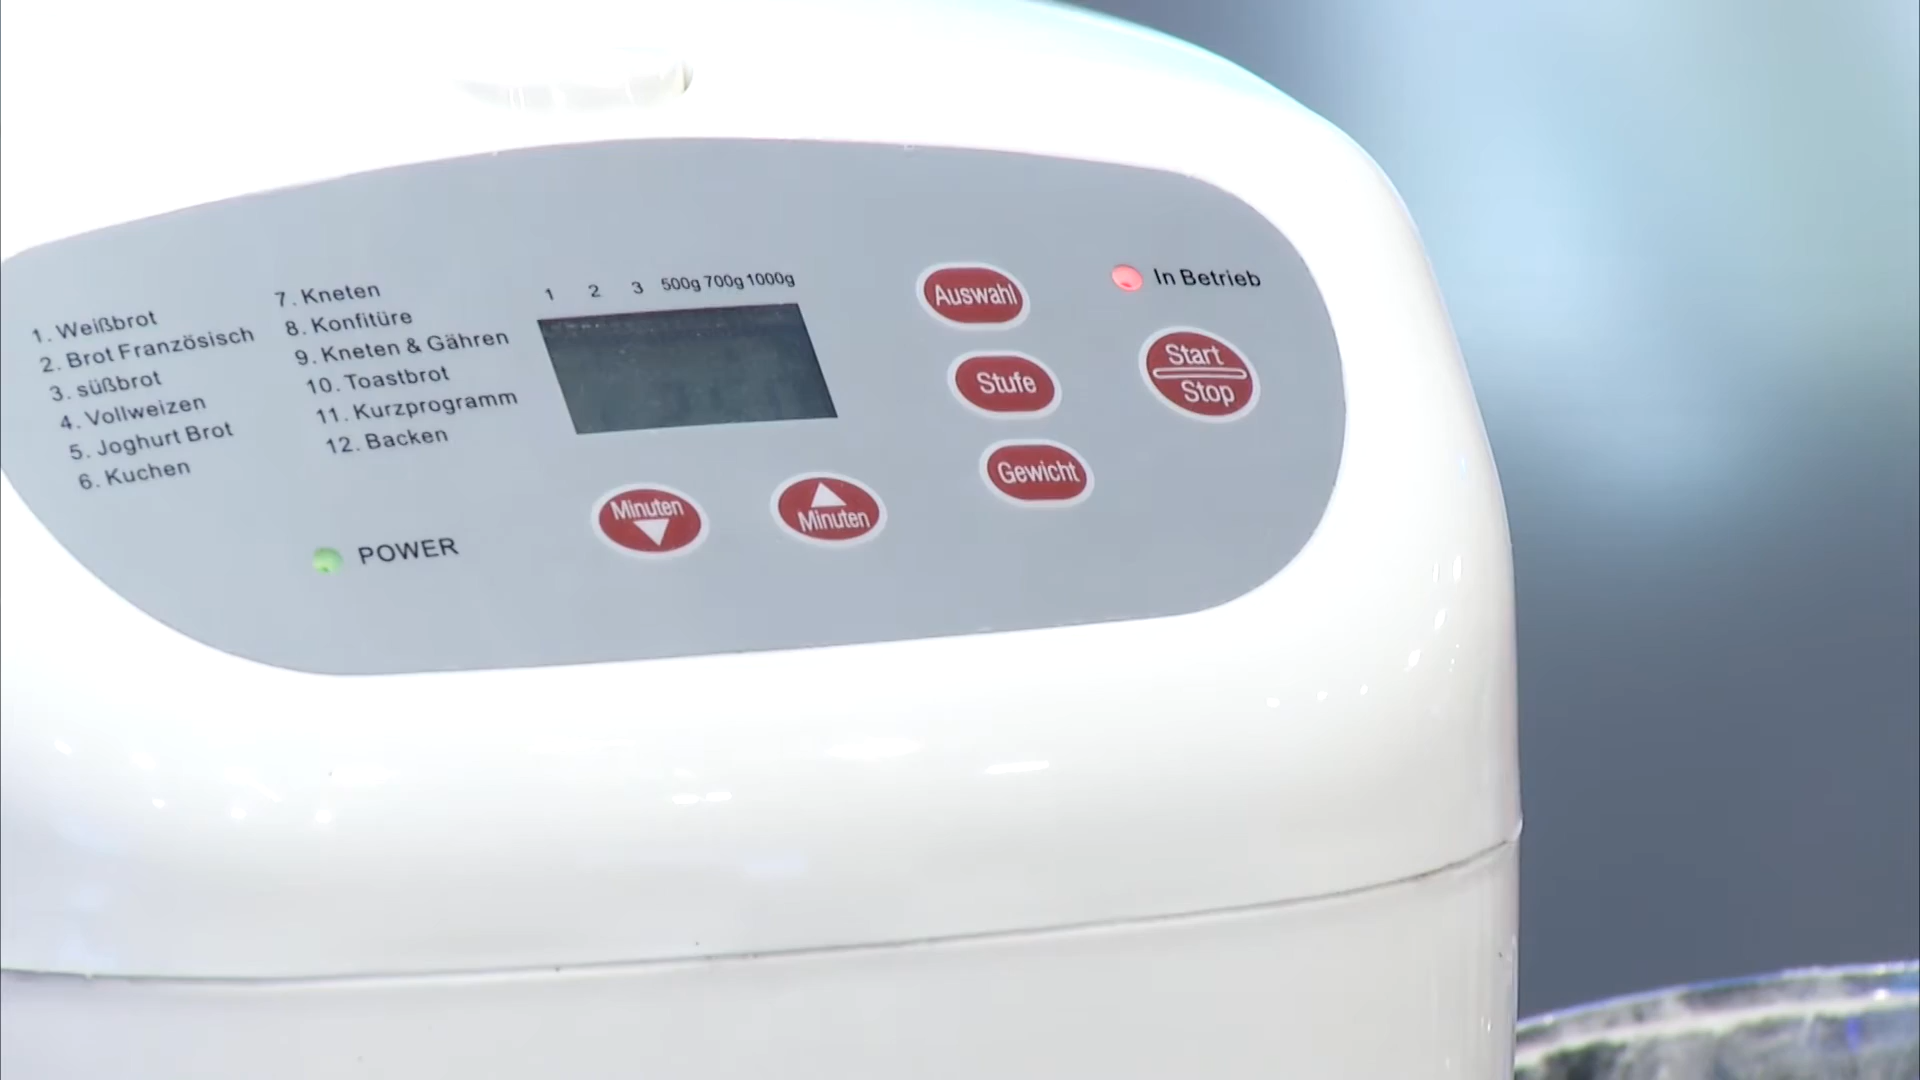 1. Weißbrot
2. Brot Französisch
3. süßbrot
4. Vollweizen
5. Joghurt Brot
6. Kuchen
7. Kneten
8. Konfitüre
9. Kneten & Gähren
10. Toastbrot
11. Kurzprogramm
12. Backen
1 2 3 500g 700g 1000g
Auswahl
Stufe
Gewicht
In Betrieb
Start
Stop
Minuten
Minuten
POWER